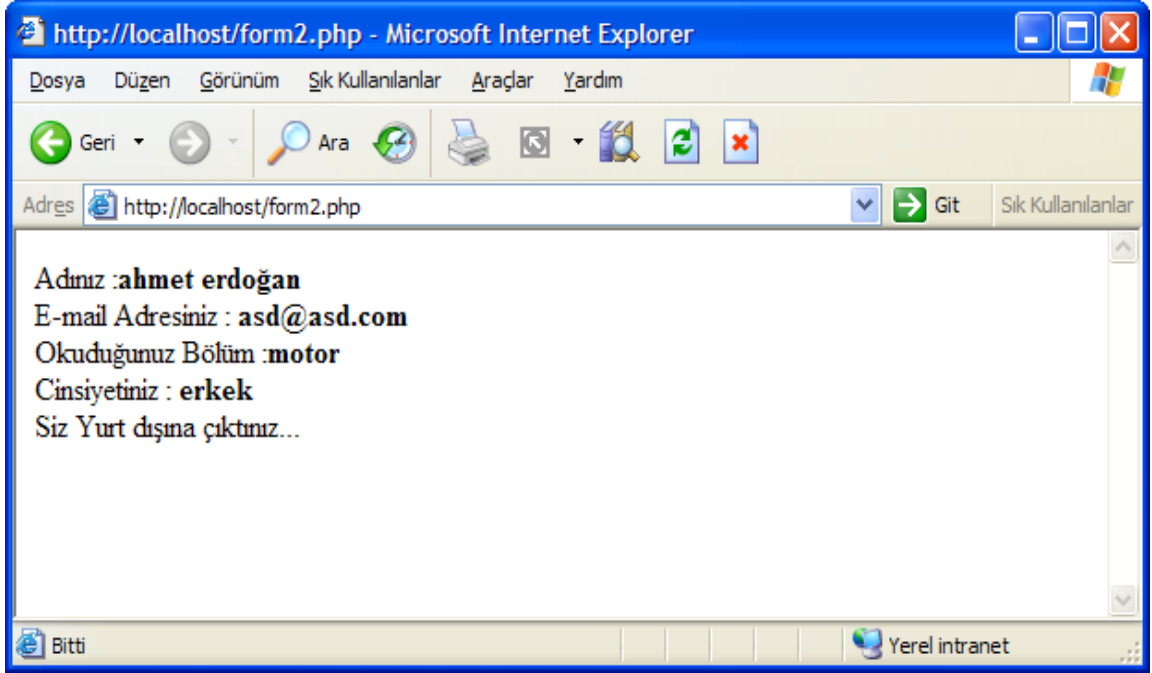 http://localhost/form2.php - Microsoft Internet Explorer
Dosya Düzen Görünüm Sık Kullanılanlar Araçlar Yardım
Geri Ara
Adres http://localhost/form2.php Git Sık Kullanılanlar
Adınız :ahmet erdoğan
E-mail Adresiniz : asd@asd.com
Okuduğunuz Bölüm :motor
Cinsiyetiniz : erkek
Siz Yurt dışına çıktınız...
Bitti Yerel intranet